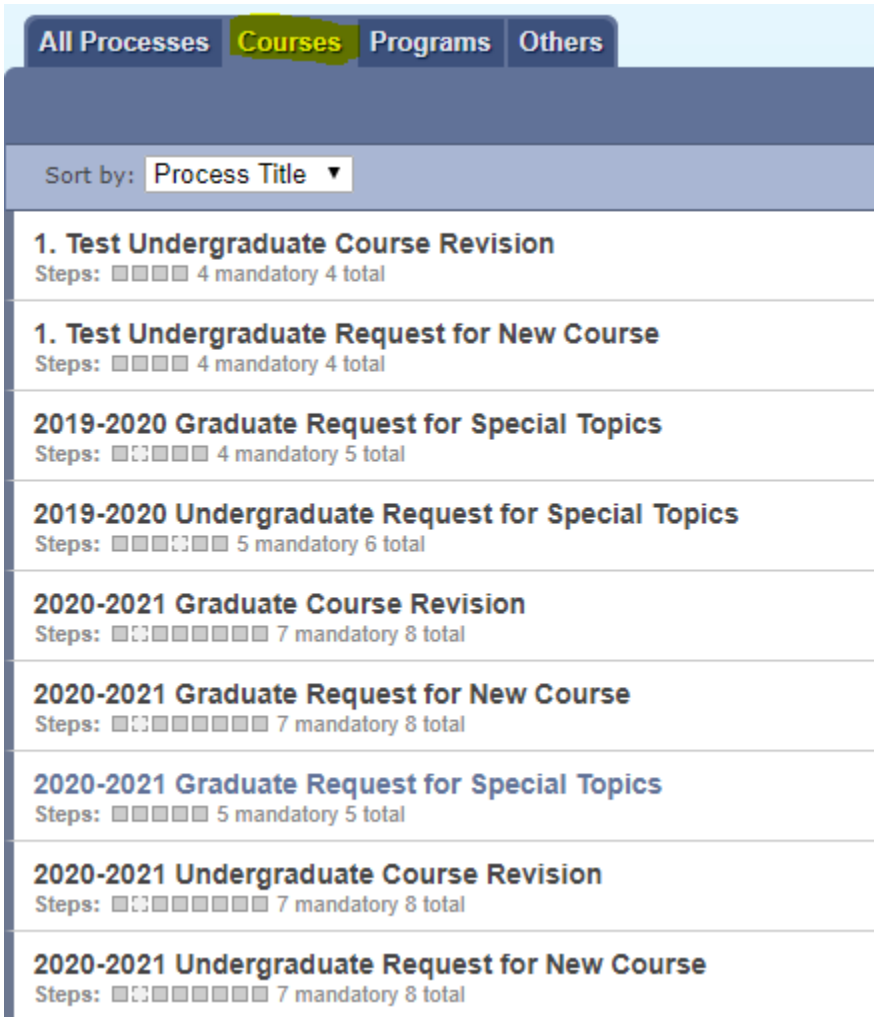 All Processes Courses Programs Others
Sort by: Process Title
1. Test Undergraduate Course Revision
Steps: 4 mandatory 4 total
1. Test Undergraduate Request for New Course
Steps: 4 mandatory 4 total
2019-2020 Graduate Request for Special Topics
Steps: 4 mandatory 5 total
2019-2020 Undergraduate Request for Special Topics
Steps: 5 mandatory 6 total
2020-2021 Graduate Course Revision
Steps: 7 mandatory 8 total
2020-2021 Graduate Request for New Course
Steps: 7 mandatory 8 total
2020-2021 Graduate Request for Special Topics
Steps: 5 mandatory 5 total
2020-2021 Undergraduate Course Revision
Steps: 7 mandatory 8 total
2020-2021 Undergraduate Request for New Course
Steps: 7 mandatory 8 total